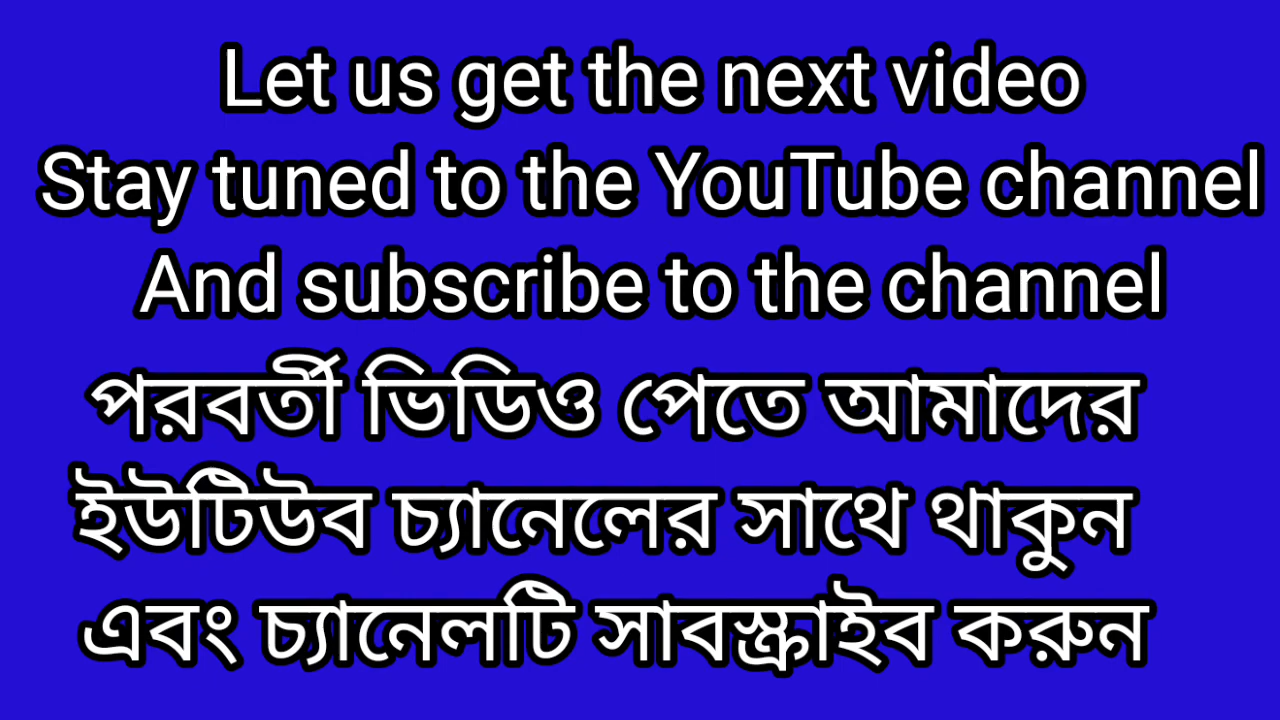 Let us get the next video
Stay tuned to the YouTube channel
And subscribe to the channel
পরবর্তী ভিডিও পেতে আমাদের
ইউটিউব চ্যানেলের সাথে থাকুন
এবং চ্যানেলটি সাবস্ক্রাইব করুন